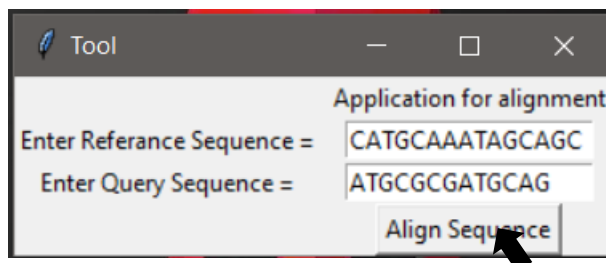 Tool
Application for alignment
Enter Referance Sequence = CATGCAAATAGCAGC
Enter Query Sequence = ATGCGCGATGCAG
Align Sequence